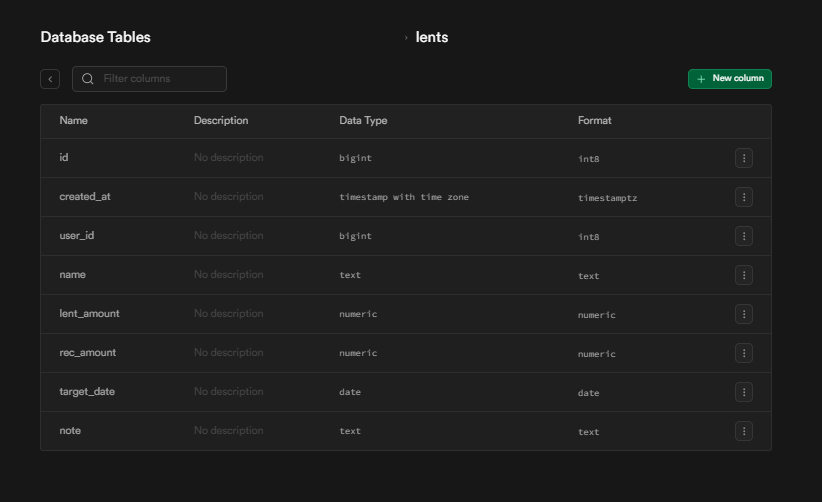 Database Tables › lents
Filter columns
New column
Name Description Data Type Format
id No description bigint int8
created_at No description timestamp with time zone timestamptz
user_id No description bigint int8
name No description text text
lent_amount No description numeric numeric
rec_amount No description numeric numeric
target_date No description date date
note No description text text